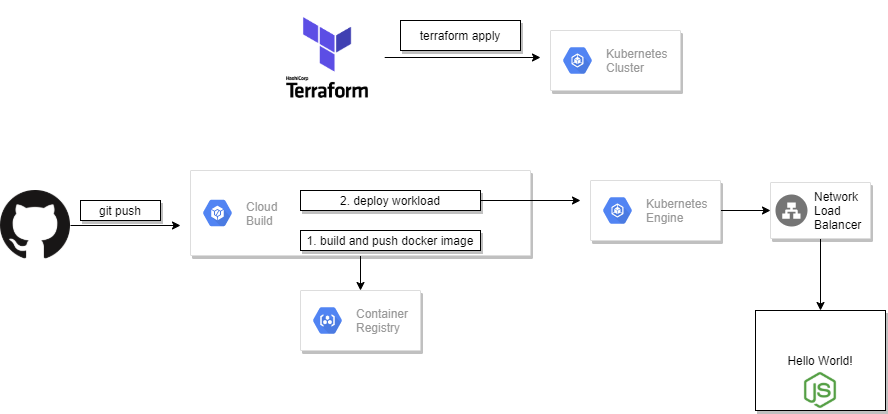 terraform apply
HashiCorp
Terraform
Kubernetes
Cluster
git push
Cloud
Build
2. deploy workload
1. build and push docker image
Kubernetes
Engine
Network
Load
Balancer
Container
Registry
Hello World!
JS